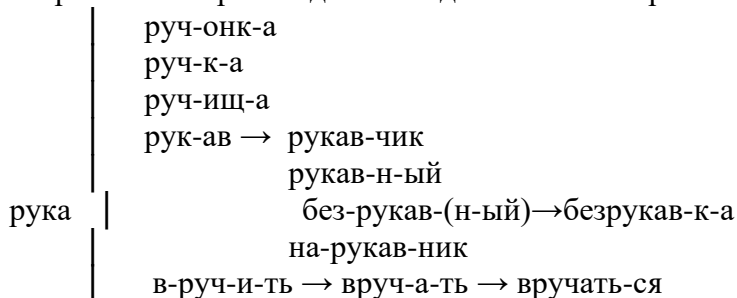 руч-онк-а
руч-к-а
руч-ищ-а
рук-ав → рукав-чик
рукав-н-ый
рука без-рукав-(н-ый)→безрукав-к-а
на-рукав-ник
в-руч-и-ть → вруч-а-ть → вручать-ся